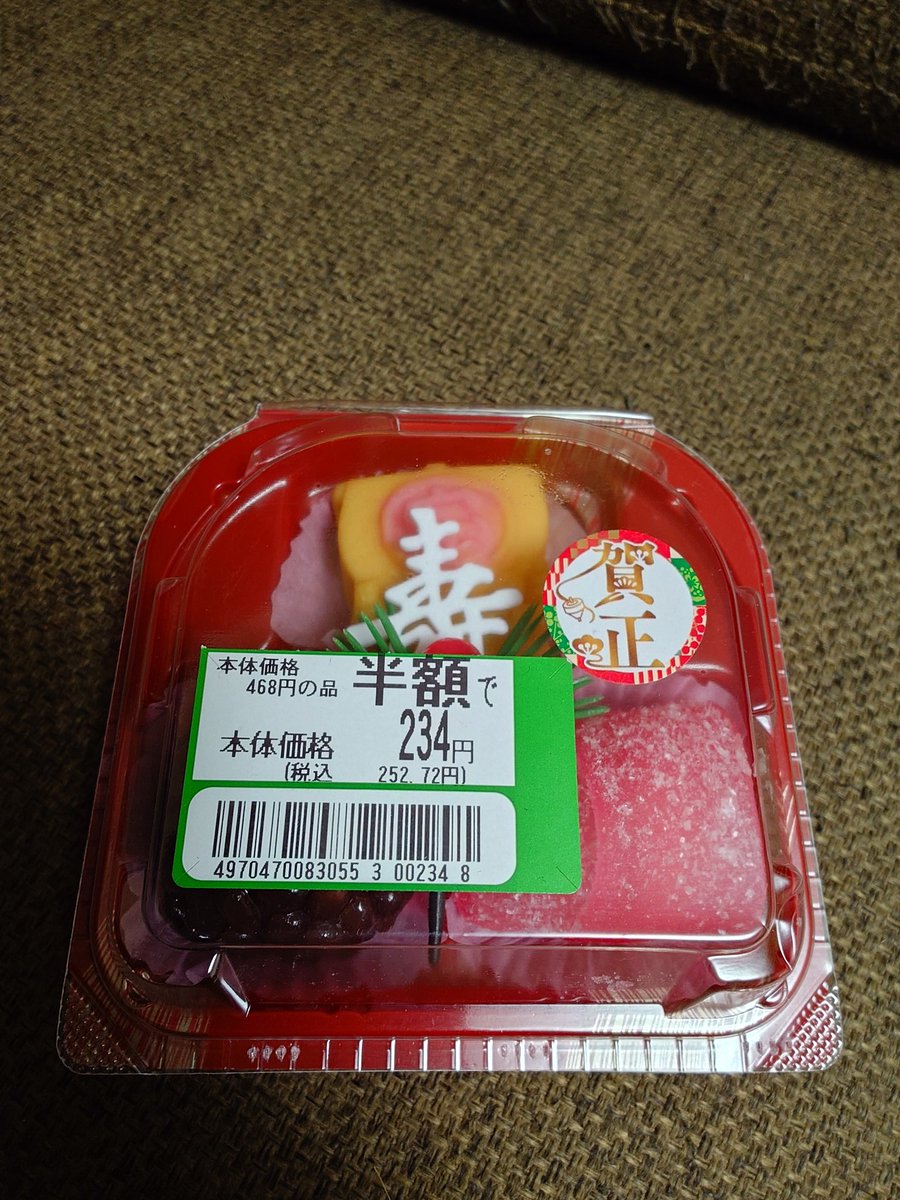 寿
賀正
本体価格
468円の品
半額で
本体価格 234円
(税込 252.72円)
4970470083055 3 00234 8